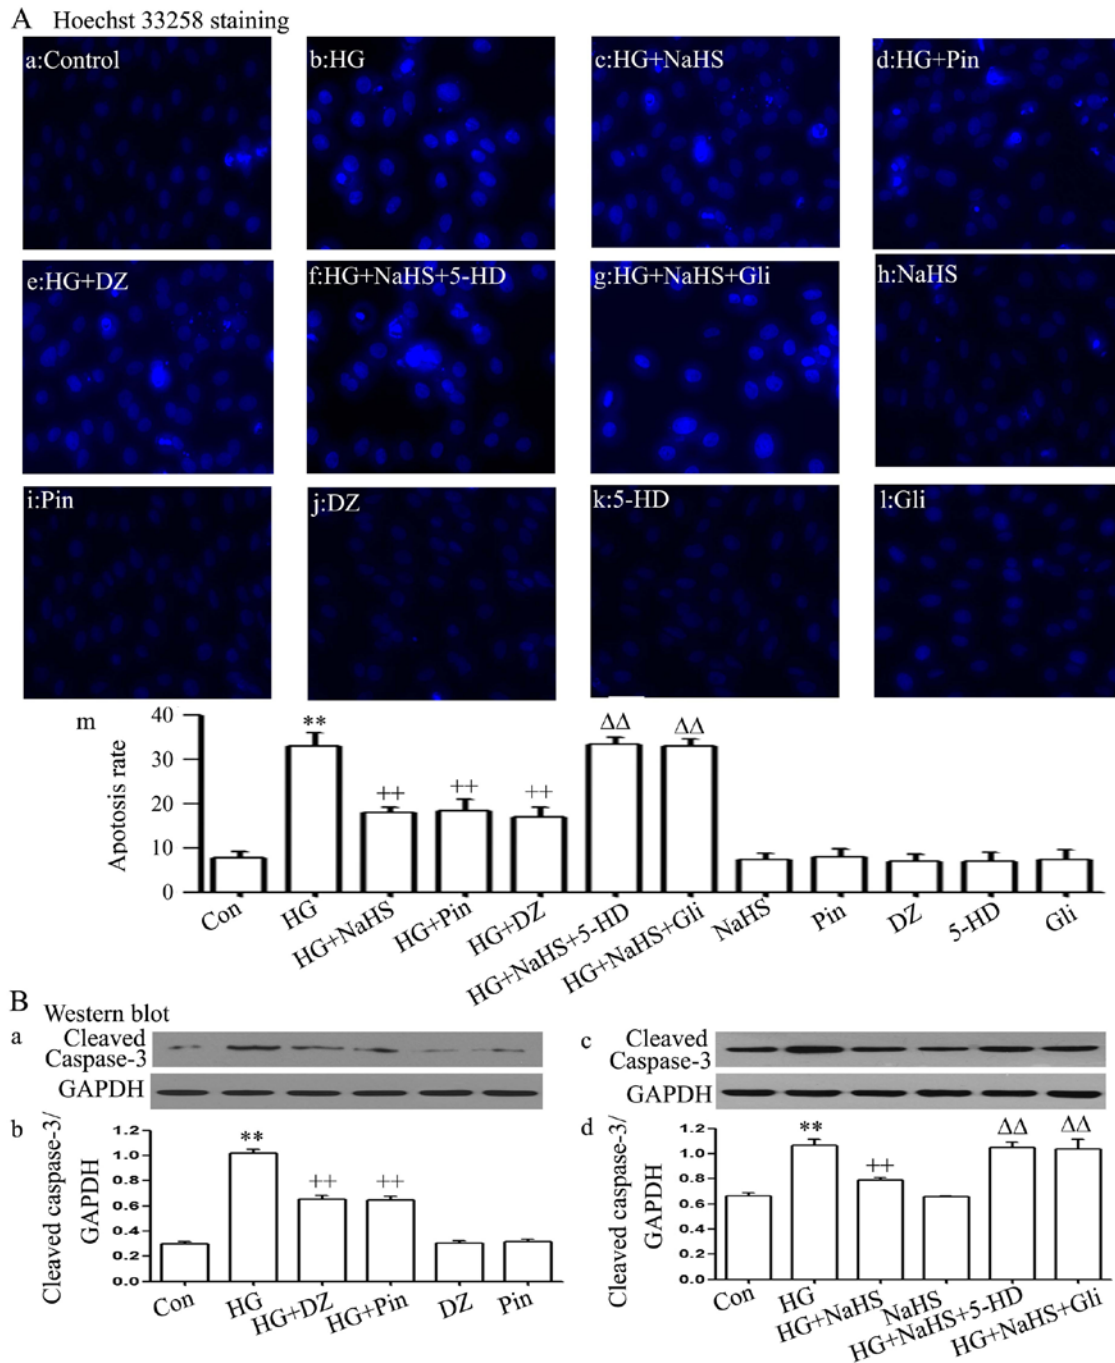 A Hoechst 33258 staining
a:Control
b:HG
c:HG+NaHS
d:HG+Pin
e:HG+DZ
f:HG+NaHS+5-HD
g:HG+NaHS+Gli
h:NaHS
i:Pin
j:DZ
k:5-HD
l:Gli
m
Apotosis rate
40
30
20
10
0
**
++
++
++
ΔΔ
ΔΔ
Con
HG
HG+NaHS
HG+Pin
HG+DZ
HG+NaHS+5-HD
HG+NaHS+Gli
NaHS
Pin
DZ
5-HD
Gli
B
Western blot
a
Cleaved
Caspase-3
GAPDH
b
Cleaved caspase-3/
GAPDH
1.2
1.0
0.8
0.6
0.4
0.2
0.0
**
++
++
Con
HG
HG+DZ
HG+Pin
DZ
Pin
c
Cleaved
Caspase-3
GAPDH
d
Cleaved caspase-3/
GAPDH
1.2
1.0
0.8
0.6
0.4
0.2
0.0
**
++
ΔΔ
ΔΔ
Con
HG
HG+NaHS
NaHS
HG+NaHS+5-HD
HG+NaHS+Gli